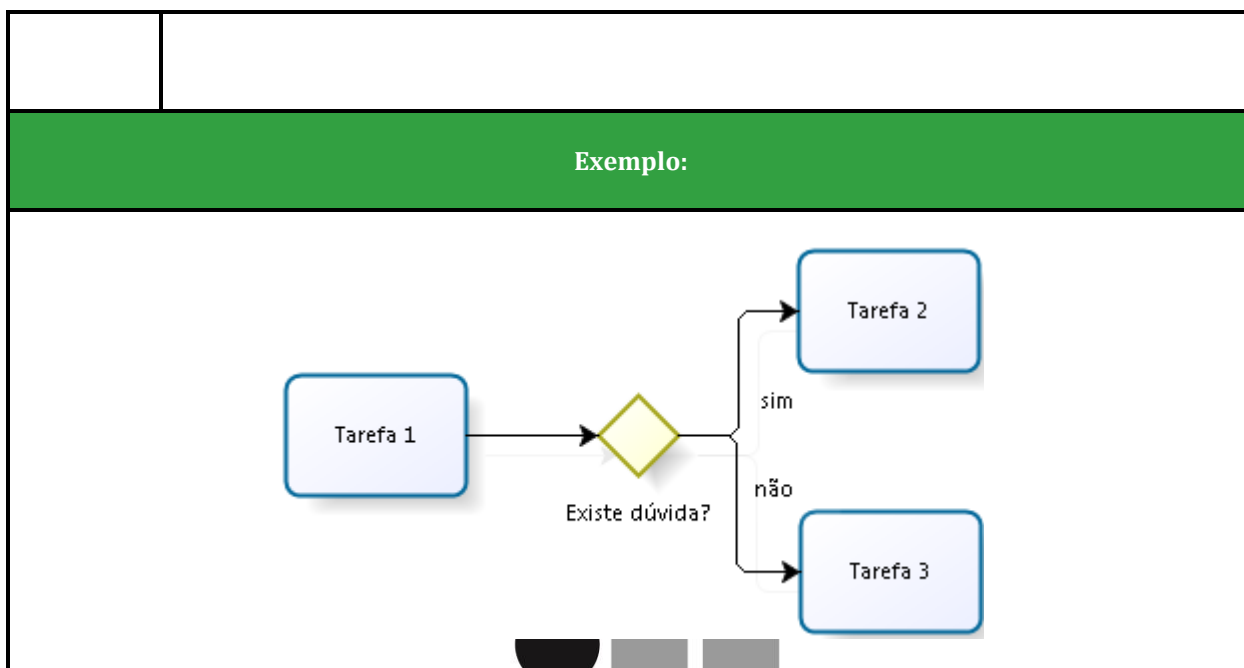 Exemplo:
Tarefa 2
sim
Tarefa 1
não
Existe dúvida?
Tarefa 3